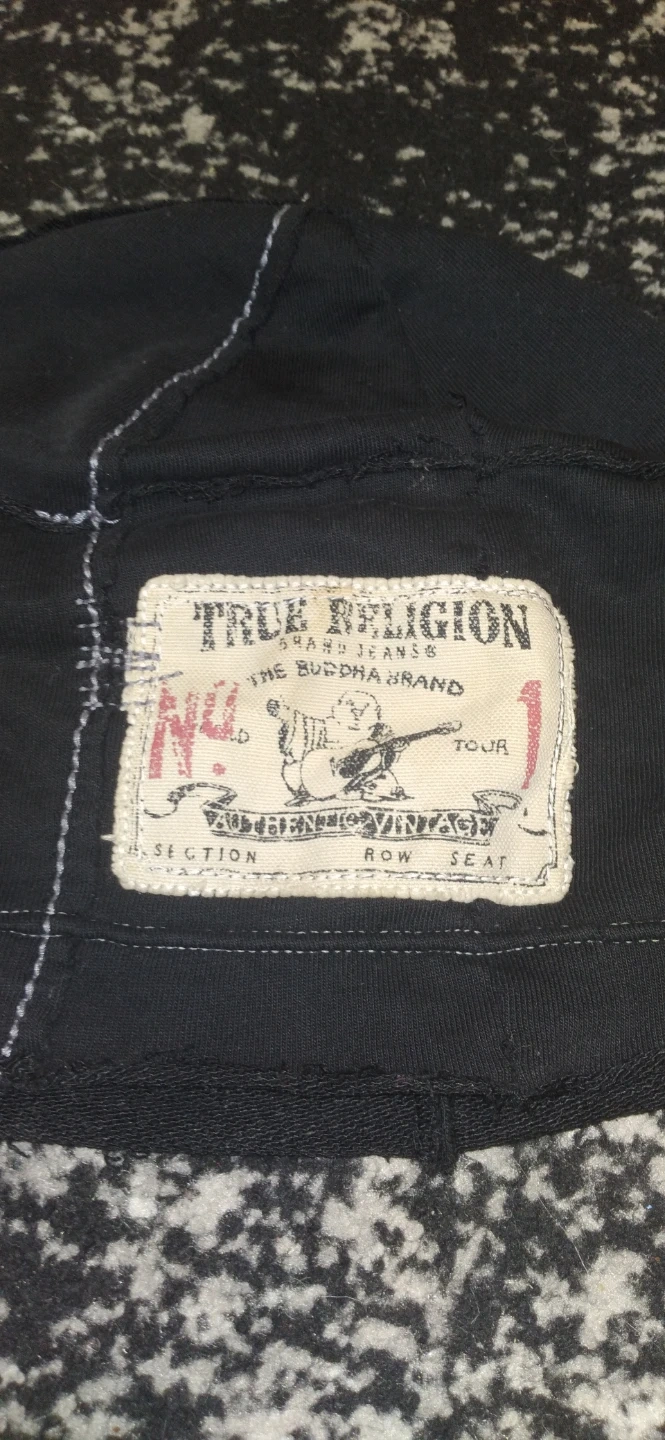 TRUE RELIGION
BRAND JEANS®
THE BUDDHA BRAND
Nº. 1
TOUR
AUTHENTIC VINTAGE
SECTION ROW SEAT